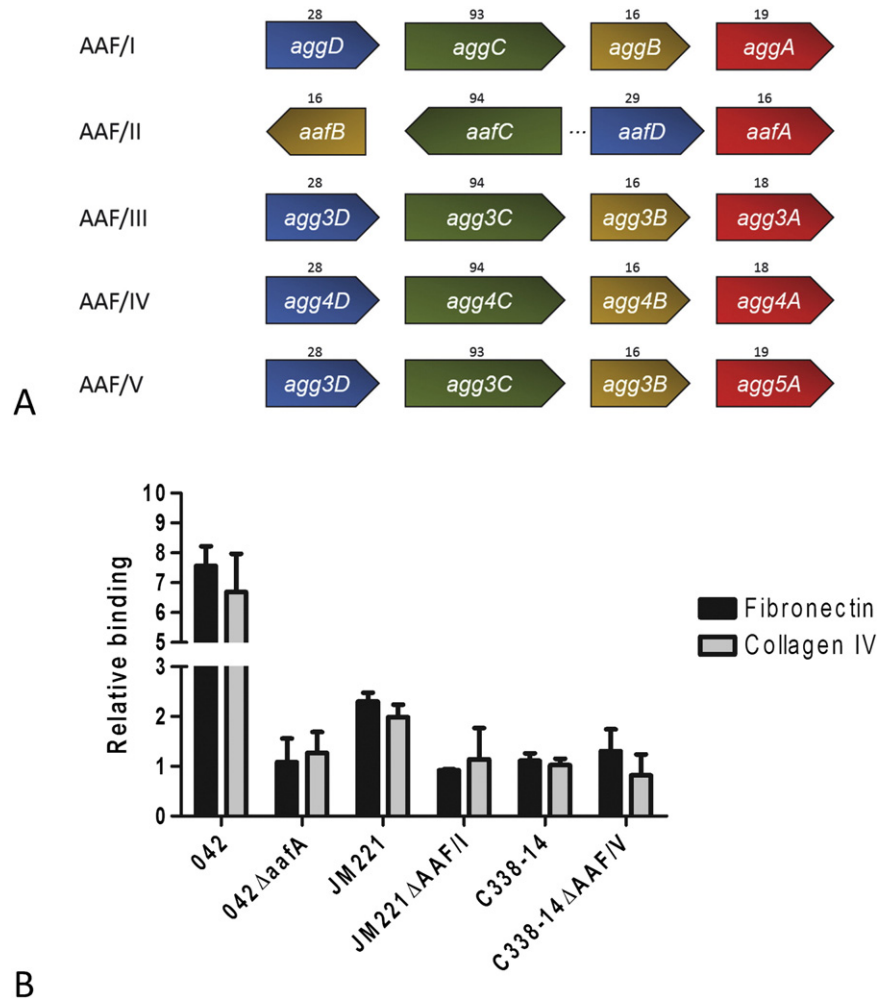 28 93 16 19
AAF/I aggD aggC aggB aggA
16 94 29 16
AAF/II aafB aafC ... aafD aafA
28 94 16 18
AAF/III agg3D agg3C agg3B agg3A
28 94 16 18
AAF/IV agg4D agg4C agg4B agg4A
28 93 16 19
AAF/V agg3D agg3C agg3B agg5A
A
10
9
8
7
6
5
3
2
1
0
Relative binding
Fibronectin
Collagen IV
042
042ΔaafA
JM221
JM221ΔAAF/I
C338-14
C338-14ΔAAF/V
B